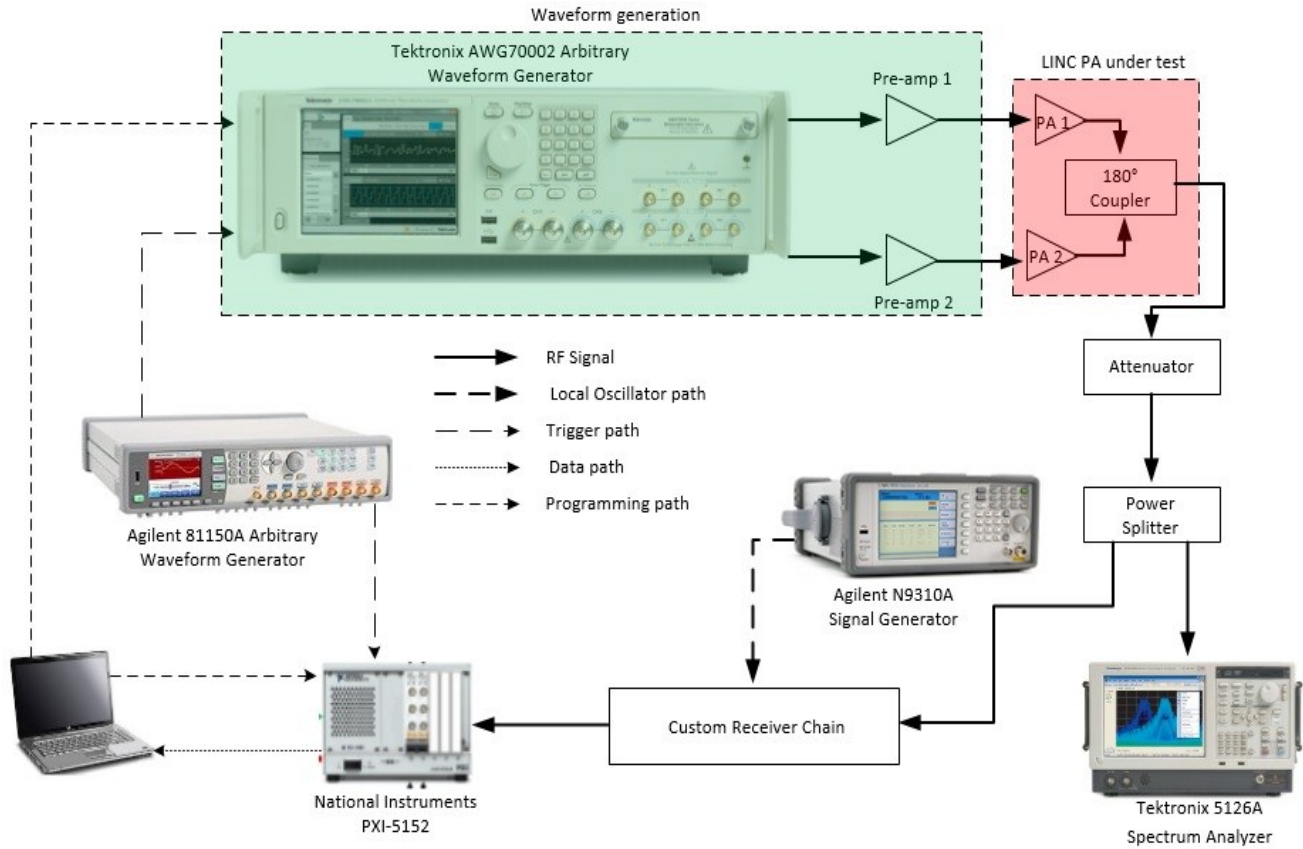 Waveform generation
Tektronix AWG70002 Arbitrary
Waveform Generator
LINC PA under test
Pre-amp 1
PA 1
180°
Coupler
PA 2
Pre-amp 2
RF Signal
Local Oscillator path
Trigger path
Data path
Programming path
Attenuator
Power
Splitter
Agilent 81150A Arbitrary
Waveform Generator
Agilent N9310A
Signal Generator
Custom Receiver Chain
National Instruments
PXI-5152
Tektronix 5126A
Spectrum Analyzer